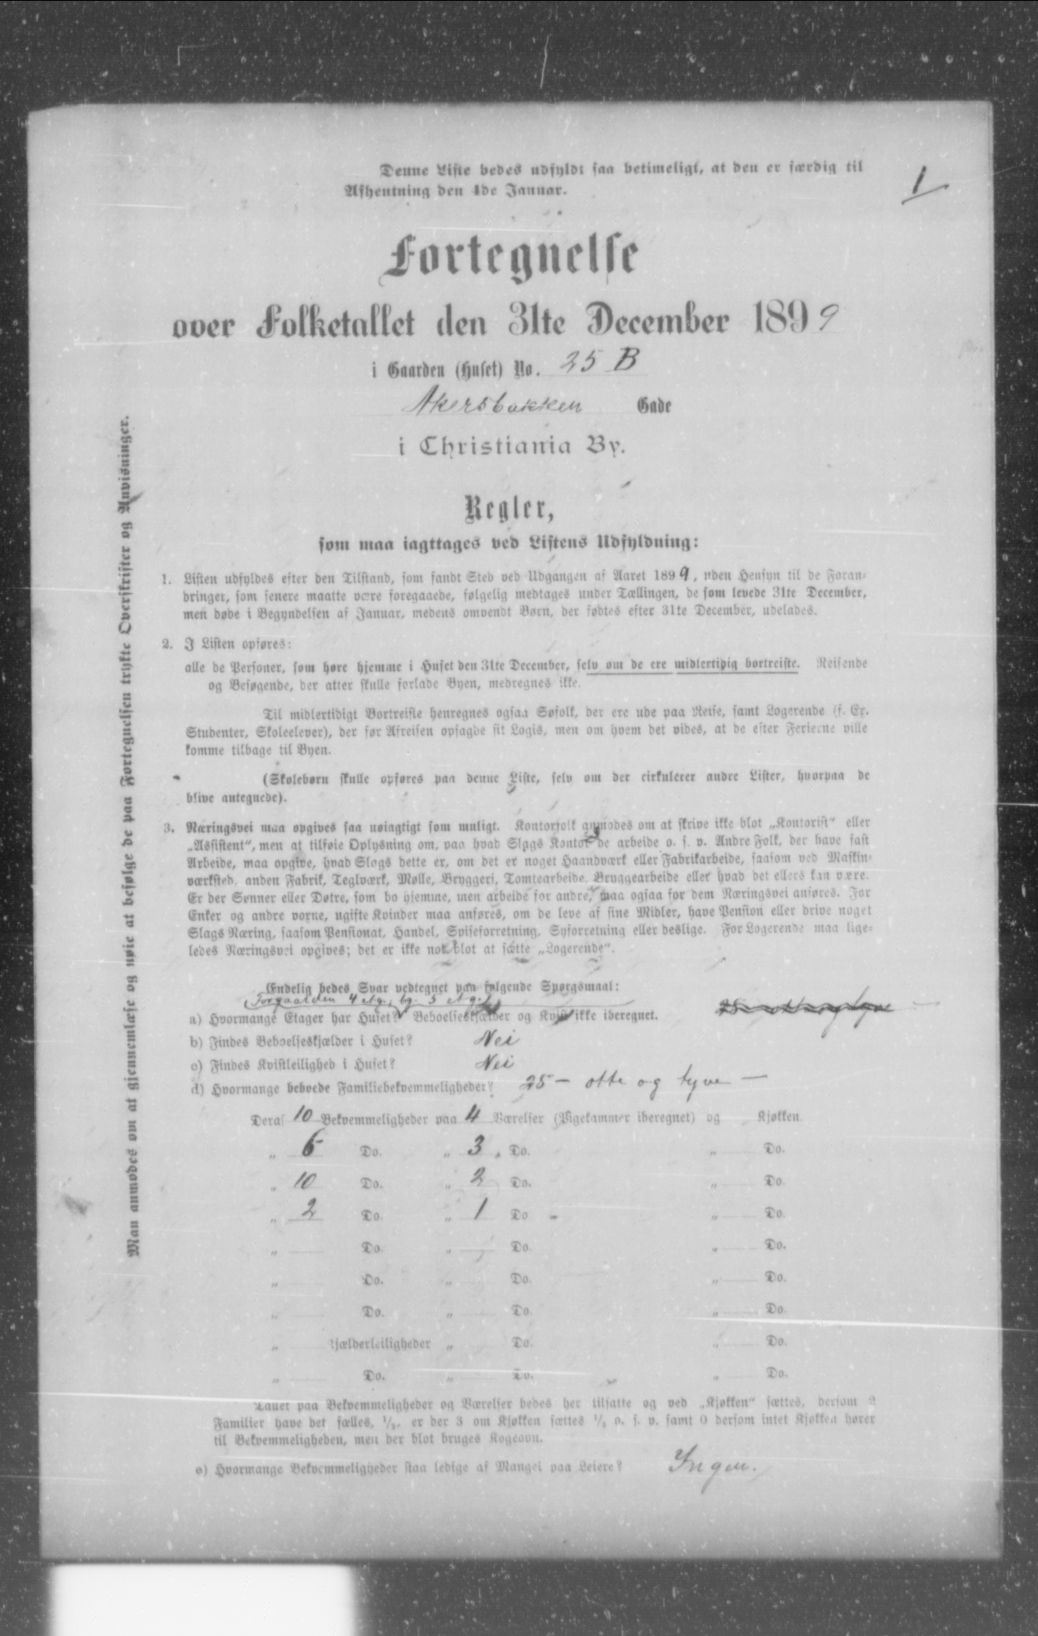 Denne Liste bedes udfyldt saa betimeligt, at den er færdig til
Afhentning den 4de Januar.
1
Fortegnelse
over Folketallet den 31te December 1899
i Gaarden (Huset) No. 25 B
Akersbakken Gade
i Christiania By.
Regler,
som maa iagttages ved Listens Udfyldning:
1. Listen udfyldes efter den Tilstand, som fandt Sted ved Udgangen af Aaret 1899, uden Hensyn til de Foran-
dringer, som senere maatte være foregaaede, følgelig medtages under Tællingen, de som levede 31te December,
men døde i Begyndelsen af Januar, medens omvendt Børn, der fødtes efter 31te December, udelades.
2. I Listen opføres:
alle de Personer, som høre hjemme i Huset den 31te December, selv om de ere midlertidig bortreiste. Reisende
og Besøgende, der atter skulle forlade Byen, medregnes ikke.
Til midlertidigt Bortreiste henregnes ogsaa Søfolk, der ere ude paa Reise, samt Logerende (f. Ex.
Studenter, Skoleelever), der før Afreisen opsagde sit Logis, men om hvem det vides, at de efter Ferierne ville
komme tilbage til Byen.
(Skolebørn skulle opføres paa denne Liste, selv om der cirkulerer andre Lister, hvorpaa de
blive antegnede).
3. Næringsvei maa opgives saa nøiagtigt som muligt. Kontorfolk anmodes om at skrive ikke blot „Kontorist“ eller
„Assistent“, men at tilføie Oplysning om, paa hvad Slags Kontor de arbeide o. s. v. Andre Folk, der have fast
Arbeide, maa opgive, hvad Slags dette er, om det er noget Haandværk eller Fabrikarbeide, saasom ved Maskin-
værksted, anden Fabrik, Teglværk, Mølle, Bryggeri, Tomtearbeide, Bryggearbeide eller hvad det ellers kan være.
Er der Sønner eller Døtre, som bo hjemme, men arbeide for andre, maa ogsaa for dem Næringsvei anføres. For
Enker og andre voxne, ugifte Kvinder maa anføres, om de leve af sine Midler, have Pension eller drive noget
Slags Næring, saasom Pensionat, Handel, Spiseforretning, Syforretning eller deslige. For Logerende maa lige-
ledes Næringsvei opgives; det er ikke nok blot at sætte „Logerende“.
Endelig bedes Svar vedtegnet paa følgende Spørgsmaal:
Forgaarden 4 etg., bg. 3 etg.
a) Hvormange Etager har Huset? Beboelseskjælder og Kvist ikke iberegnet.
b) Findes Beboelseskjælder i Huset? Nei
c) Findes Kvistleilighed i Huset? Nei
d) Hvormange beboede Familiebekvemmeligheder? — otte og tyve —
Deraf 10 Bekvemmeligheder paa 4 Værelser (Pigekammer iberegnet) og Kjøkken.
„ 6 Do. „ 3 „ Do. „ Do.
„ 10 Do. „ 2 Do. „ Do.
„ 2 Do. „ 1 Do. „ Do.
„ Do. „ Do. „ Do.
„ Do. „ Do. „ Do.
„ Do. „ Do. „ Do.
„ Kjælderleiligheder „ Do. „ Do.
„ Do. „ Do. „ Do.
Tallet paa Bekvemmeligheder og Værelser bedes her tilsatte og ved „Kjøkken“ sættes, dersom 2
Familier have det fælles, 1/2, er der 3 om Kjøkken sættes 1/3 o. s. v. samt 0 dersom intet Kjøkken hører
til Bekvemmeligheden, men der blot bruges Kogeovn.
e) Hvormange Bekvemmeligheder staa ledige af Mangel paa Leiere? Ingen.
Man anmodes om at gjennemlæse og nøie at befølge de paa Fortegnelsen trykte Overskrifter og Anvisninger.